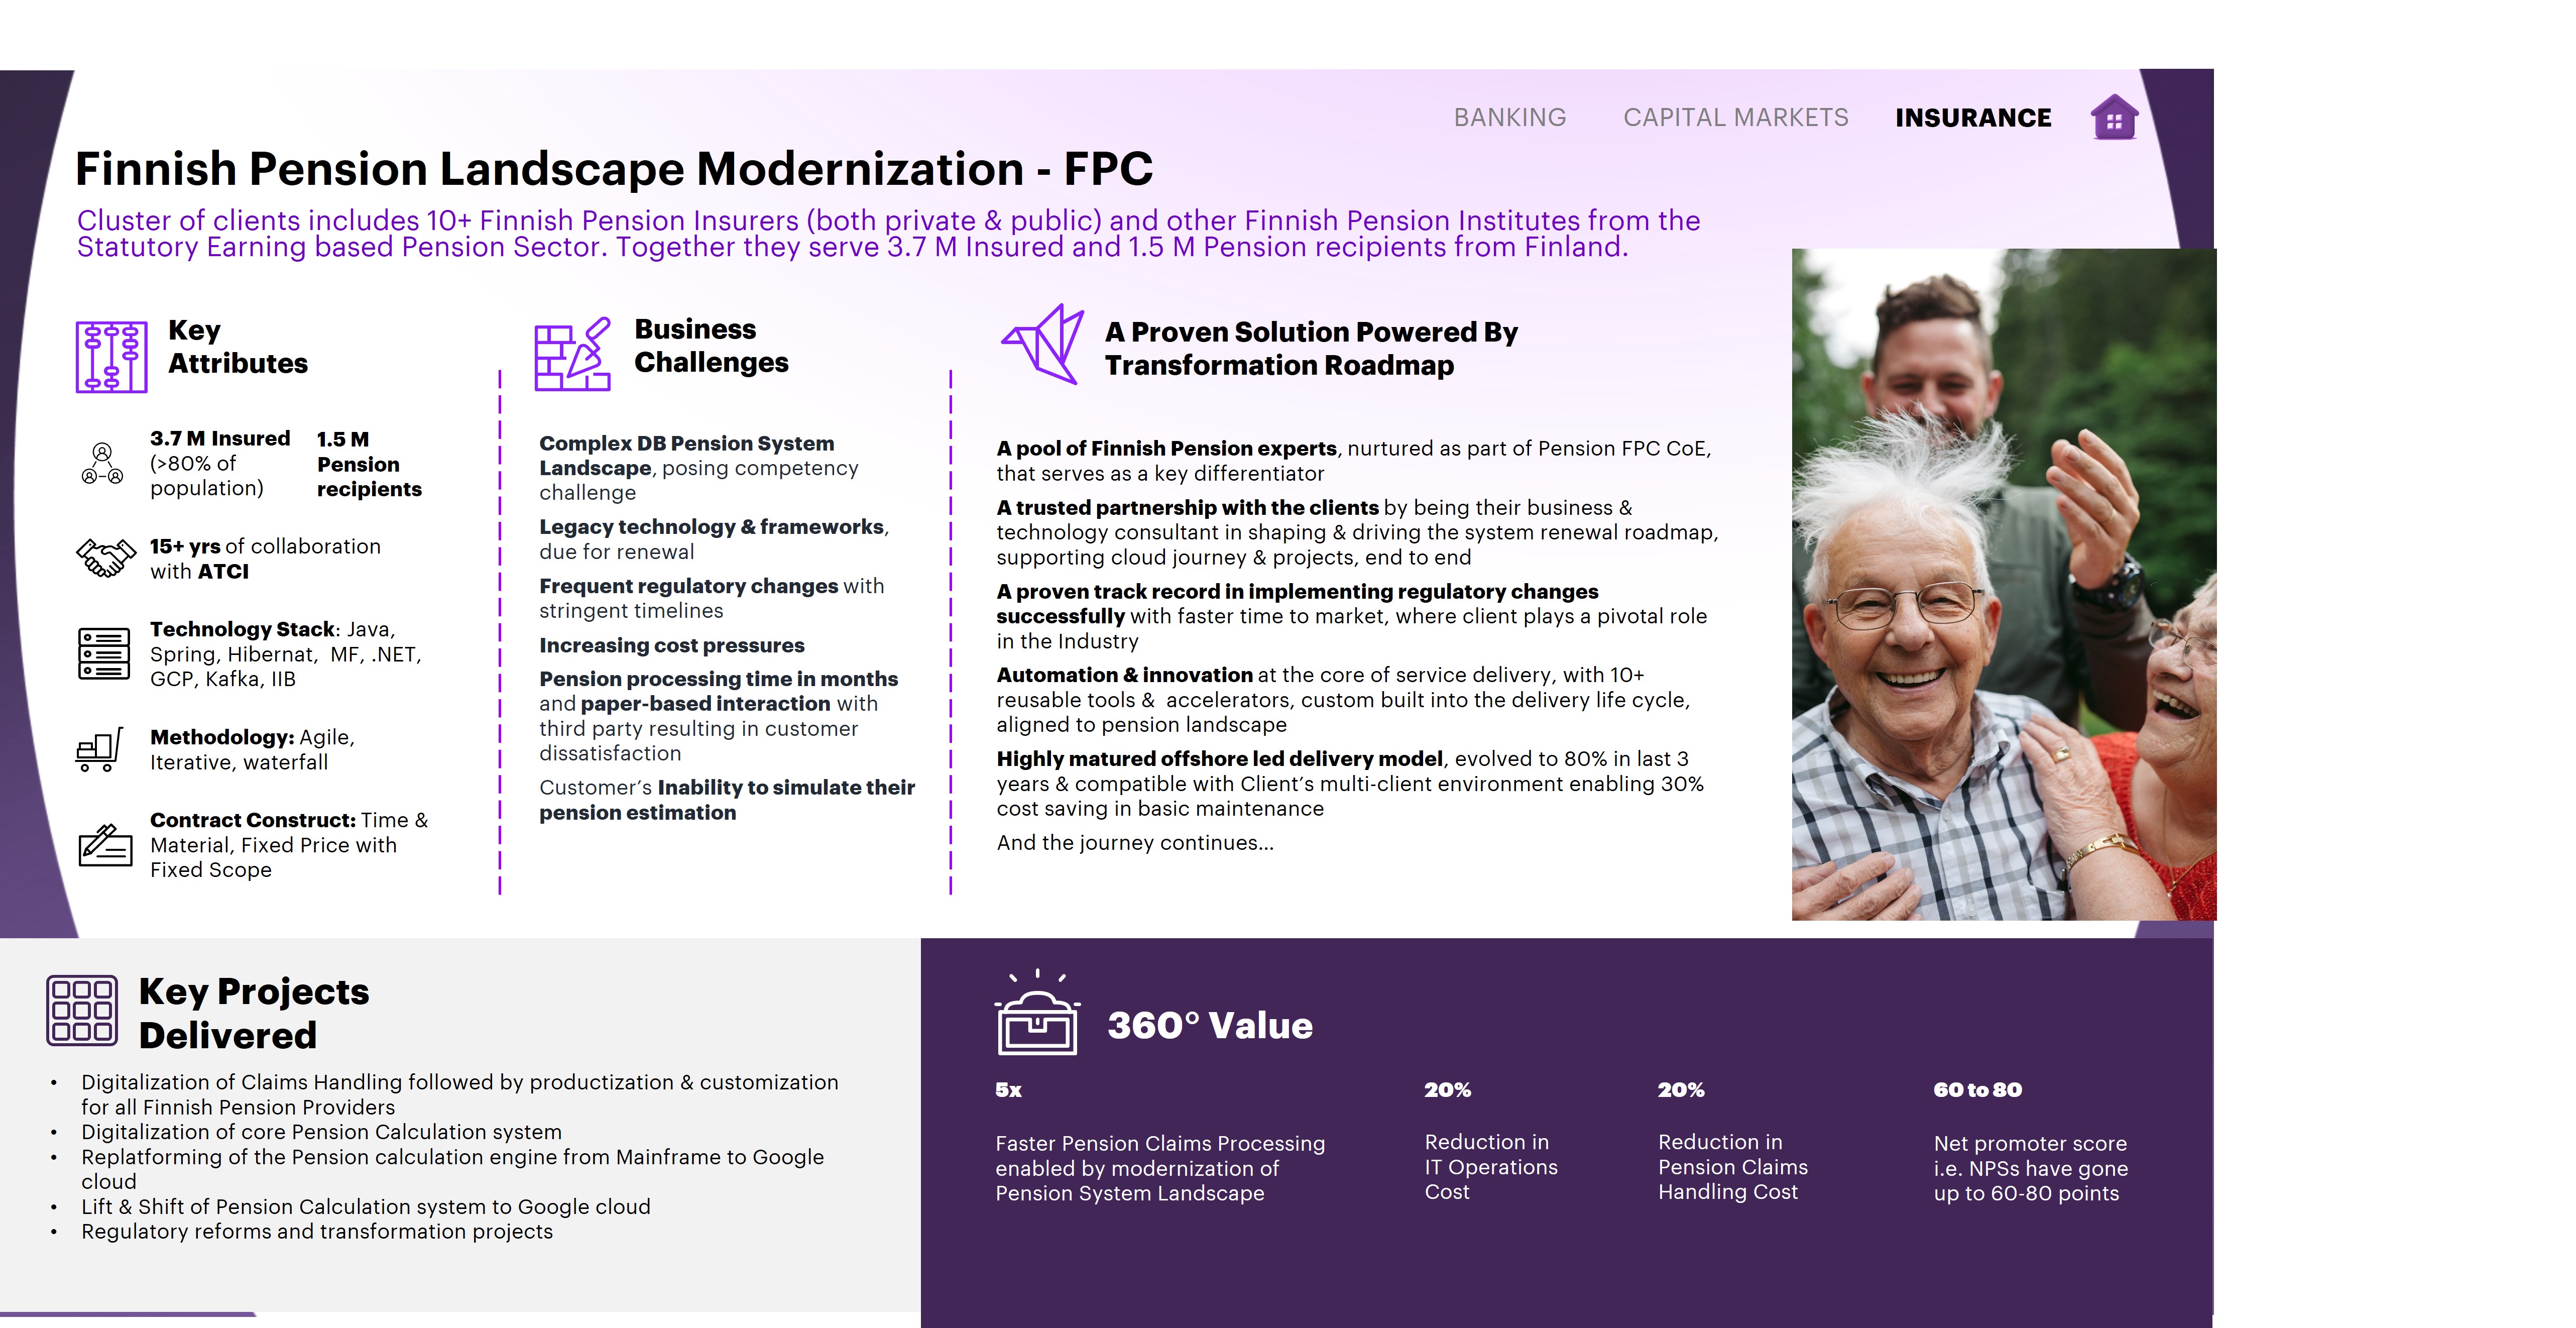 BANKING
CAPITAL MARKETS
INSURANCE
Finnish Pension Landscape Modernization - FPC
Cluster of clients includes 10+ Finnish Pension Insurers (both private & public) and other Finnish Pension Institutes from the
Statutory Earning based Pension Sector. Together they serve 3.7 M Insured and 1.5 M Pension recipients from Finland.
Key
Attributes
3.7 M Insured
(>80% of
population)
1.5 M
Pension
recipients
15+ yrs of collaboration
with ATCI
Technology Stack: Java,
Spring, Hibernat,  MF, .NET,
GCP, Kafka, IIB
Methodology: Agile,
Iterative, waterfall
Contract Construct: Time &
Material, Fixed Price with
Fixed Scope
Business
Challenges
Complex DB Pension System
Landscape, posing competency
challenge
Legacy technology & frameworks,
due for renewal
Frequent regulatory changes with
stringent timelines
Increasing cost pressures
Pension processing time in months
and paper-based interaction with
third party resulting in customer
dissatisfaction
Customer’s Inability to simulate their
pension estimation
A Proven Solution Powered By
Transformation Roadmap
A pool of Finnish Pension experts, nurtured as part of Pension FPC CoE,
that serves as a key differentiator
A trusted partnership with the clients by being their business &
technology consultant in shaping & driving the system renewal roadmap,
supporting cloud journey & projects, end to end
A proven track record in implementing regulatory changes
successfully with faster time to market, where client plays a pivotal role
in the Industry
Automation & innovation at the core of service delivery, with 10+
reusable tools &  accelerators, custom built into the delivery life cycle,
aligned to pension landscape
Highly matured offshore led delivery model, evolved to 80% in last 3
years & compatible with Client’s multi-client environment enabling 30%
cost saving in basic maintenance
And the journey continues...
Key Projects
Delivered
• Digitalization of Claims Handling followed by productization & customization
for all Finnish Pension Providers
• Digitalization of core Pension Calculation system
• Replatforming of the Pension calculation engine from Mainframe to Google
cloud
• Lift & Shift of Pension Calculation system to Google cloud
• Regulatory reforms and transformation projects
360° Value
5x
Faster Pension Claims Processing
enabled by modernization of
Pension System Landscape
20%
Reduction in
IT Operations
Cost
20%
Reduction in
Pension Claims
Handling Cost
60 to 80
Net promoter score
i.e. NPSs have gone
up to 60-80 points